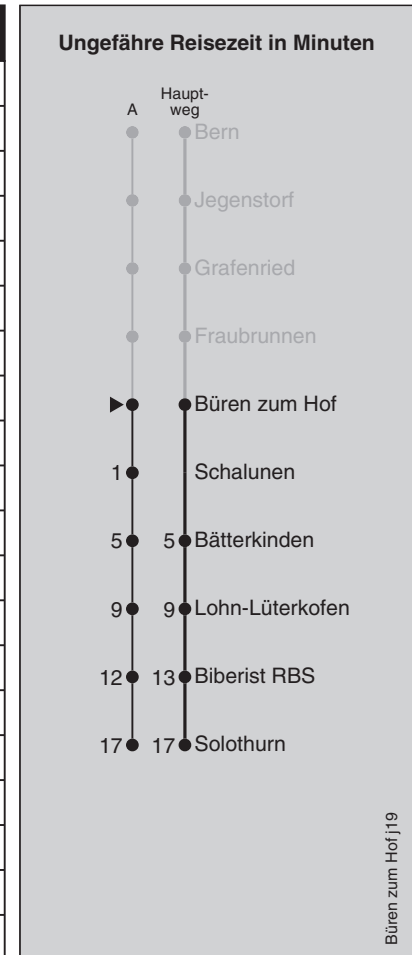 Ungefähre Reisezeit in Minuten
A Haupt-
weg
Bern
Jegenstorf
Grafenried
Fraubrunnen
Büren zum Hof
1 Schalunen
5 5 Bätterkinden
9 9 Lohn-Lüterkofen
12 13 Biberist RBS
17 17 Solothurn
Büren zum Hof j19